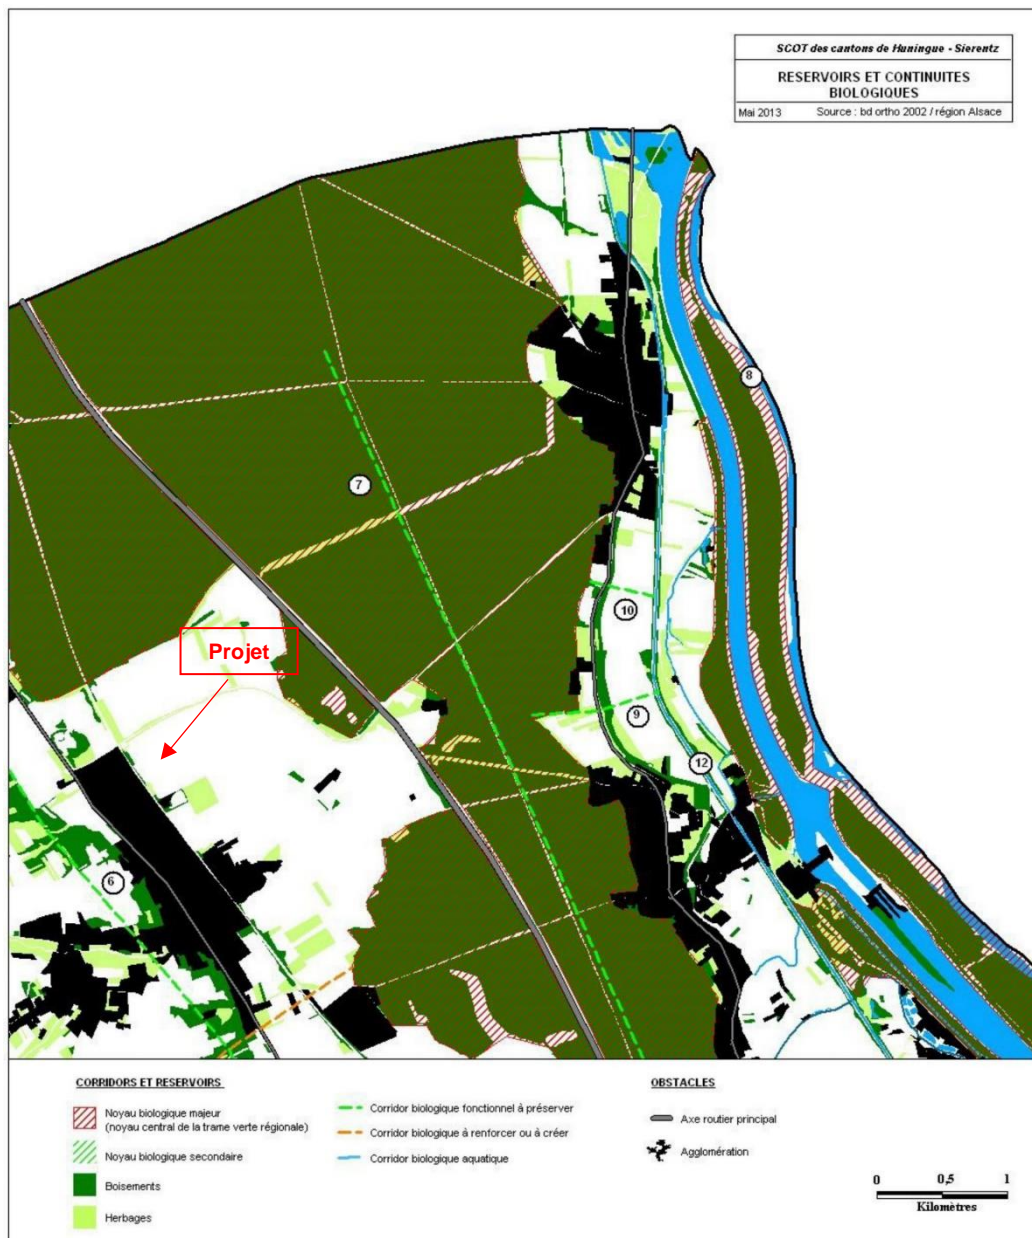 SCOT des cantons de Huningue - Sierentz
RESERVOIRS ET CONTINUITES
BIOLOGIQUES
Mai 2013 Source : bd ortho 2002 / région Alsace
8
7
10
Projet
9
12
6
CORRIDORS ET RESERVOIRS
Noyau biologique majeur
(noyau central de la trame verte régionale)
Noyau biologique secondaire
Boisements
Herbages
Corridor biologique fonctionnel à préserver
Corridor biologique à renforcer ou à créer
Corridor biologique aquatique
OBSTACLES
Axe routier principal
Agglomération
0 0,5 1
Kilomètres